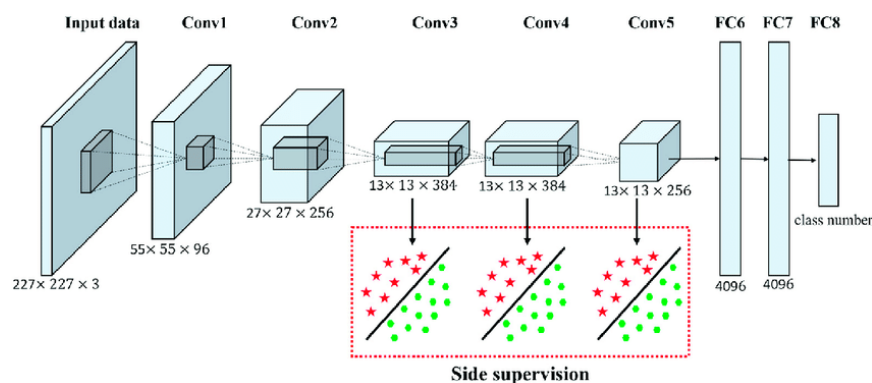 Input data Conv1 Conv2 Conv3 Conv4 Conv5 FC6 FC7 FC8
13× 13 × 384 13× 13 × 384 13× 13 × 256
27× 27 × 256
class number
55× 55 × 96
227× 227 × 3
4096 4096
Side supervision